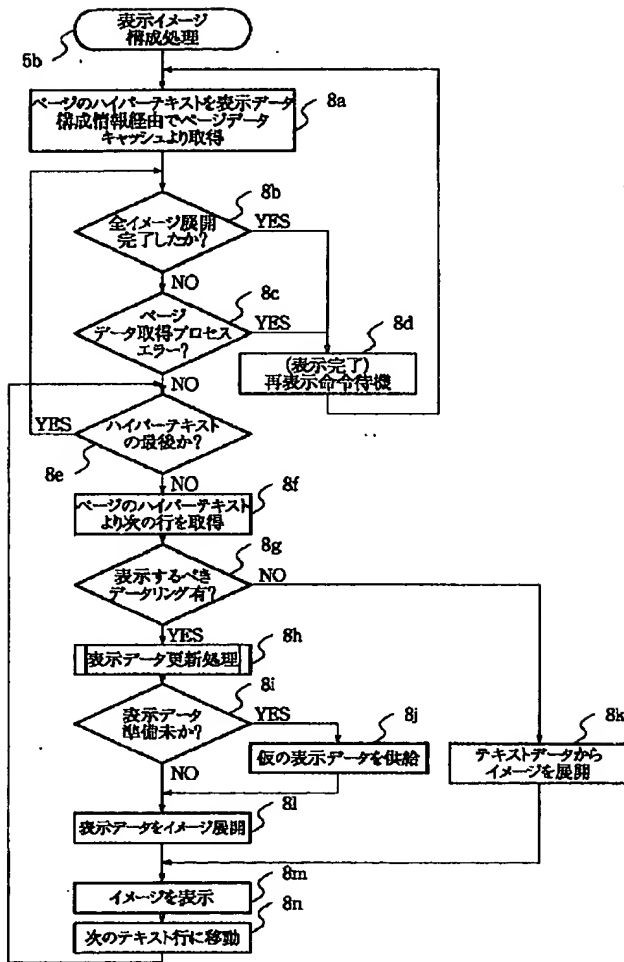 表示イメージ
構成処理
5b
ページのハイパーテキストを表示データ
構成情報経由でページデータ
キャッシュより取得
8a
8b
全イメージ展開
完了したか?
YES
NO
8c
ページ
データ取得プロセス
エラー?
YES
NO
8d
(表示完了)
再表示命令待機
YES
ハイパーテキスト
の最後か?
8e
NO
8f
ページのハイパーテキスト
より次の行を取得
8g
表示するべき
データリング有?
NO
YES
8h
表示データ更新処理
8i
表示データ
準備未か?
YES
NO
8j
仮の表示データを供給
8k
テキストデータから
イメージを展開
8l
表示データをイメージ展開
8m
イメージを表示
8n
次のテキスト行に移動